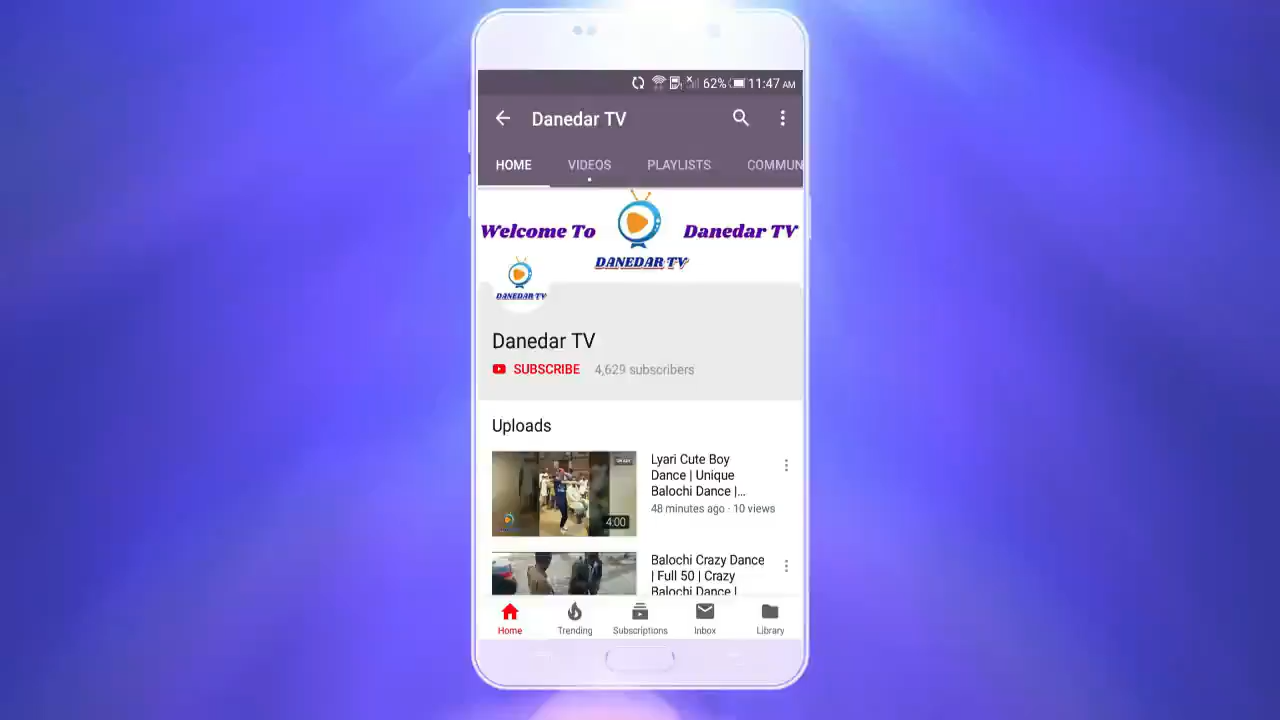 62% 11:47 AM
Danedar TV
HOME VIDEOS PLAYLISTS COMMUN
Welcome To Danedar TV
DANEDAR TV
DANEDAR TV
Danedar TV
SUBSCRIBE 4,629 subscribers
Uploads
Lyari Cute Boy
Dance | Unique
Balochi Dance |...
48 minutes ago · 10 views
4:00
Balochi Crazy Dance
| Full 50 | Crazy
Balochi Dance |
Home Trending Subscriptions Inbox Library